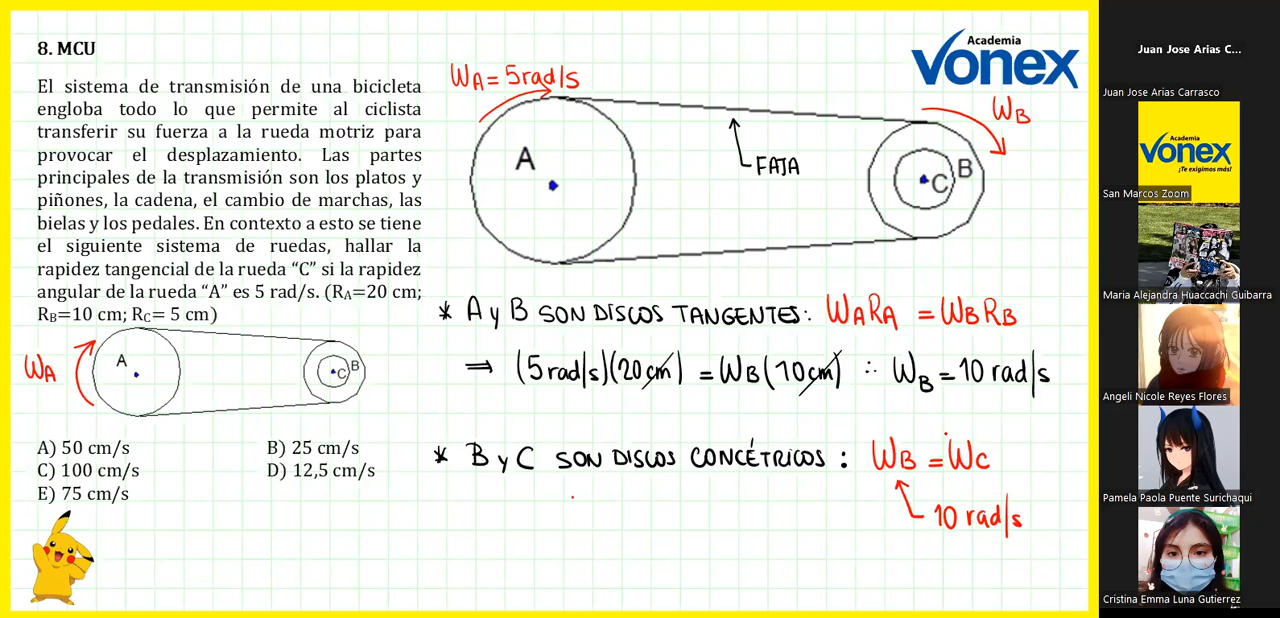 8. MCU
El sistema de transmisión de una bicicleta
engloba todo lo que permite al ciclista
transferir su fuerza a la rueda motriz para
provocar el desplazamiento. Las partes
principales de la transmisión son los platos y
piñones, la cadena, el cambio de marchas, las
bielas y los pedales. En contexto a esto se tiene
el siguiente sistema de ruedas, hallar la
rapidez tangencial de la rueda “C” si la rapidez
angular de la rueda “A” es 5 rad/s. (RA=20 cm;
RB=10 cm; RC= 5 cm)
WA
A
B
C
A) 50 cm/s
B) 25 cm/s
C) 100 cm/s
D) 12,5 cm/s
E) 75 cm/s
Academia
Vonex
WA = 5rad/s
WB
A
FAJA
B
C
* A y B SON DISCOS TANGENTES: WARA = WBRB
⇒ (5rad/s)(20cm) = WB(10cm) ∴ WB = 10 rad/s
* B y C SON DISCOS CONCÉTRICOS: WB = WC
10 rad/s
Juan Jose Arias C...
Juan Jose Arias Carrasco
Academia
Vonex
¡Te exigimos más!
San Marcos Zoom
Maria Alejandra Huaccachi Guibarra
Angeli Nicole Reyes Flores
Pamela Paola Puente Surichaqui
Cristina Emma Luna Gutierrez